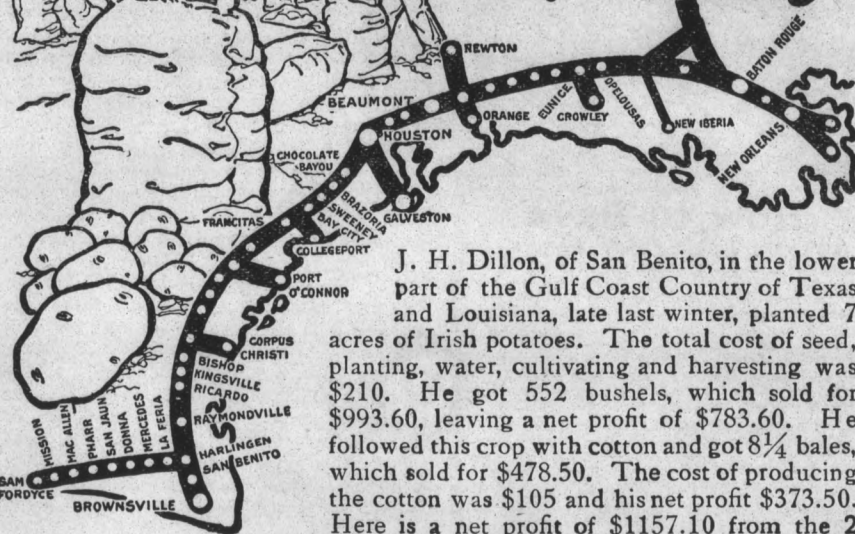 REWTON
BATON ROUGE
BEAUMONT
ORANGE
EUNICE
CROWLEY
OPELOUSAS
NEW IBERIA
NEW ORLEANS
HOUSTON
CHOCOLATE
BAYOU
GALVESTON
BRAZORIA
SWEENEY
BAY CITY
FRANCITAS
COLLEGEPORT
PORT
O'CONNOR
CORPUS
CHRISTI
BISHOP
KINGSVILLE
RICARDO
RAYMONDVILLE
HARLINGEN
SAN BENITO
MISSION
MAC ALLEN
PHARR
SAN JAUN
DONNA
MERCEDES
LA FERIA
SAM
FORDYCE
BROWNSVILLE
J. H. Dillon, of San Benito, in the lower
part of the Gulf Coast Country of Texas
and Louisiana, late last winter, planted 7
acres of Irish potatoes. The total cost of seed,
planting, water, cultivating and harvesting was
$210. He got 552 bushels, which sold for
$993.60, leaving a net profit of $783.60. He
followed this crop with cotton and got 8¼ bales,
which sold for $478.50. The cost of producing
the cotton was $105 and his net profit $373.50.
Here is a net profit of $1157.10 from the 2